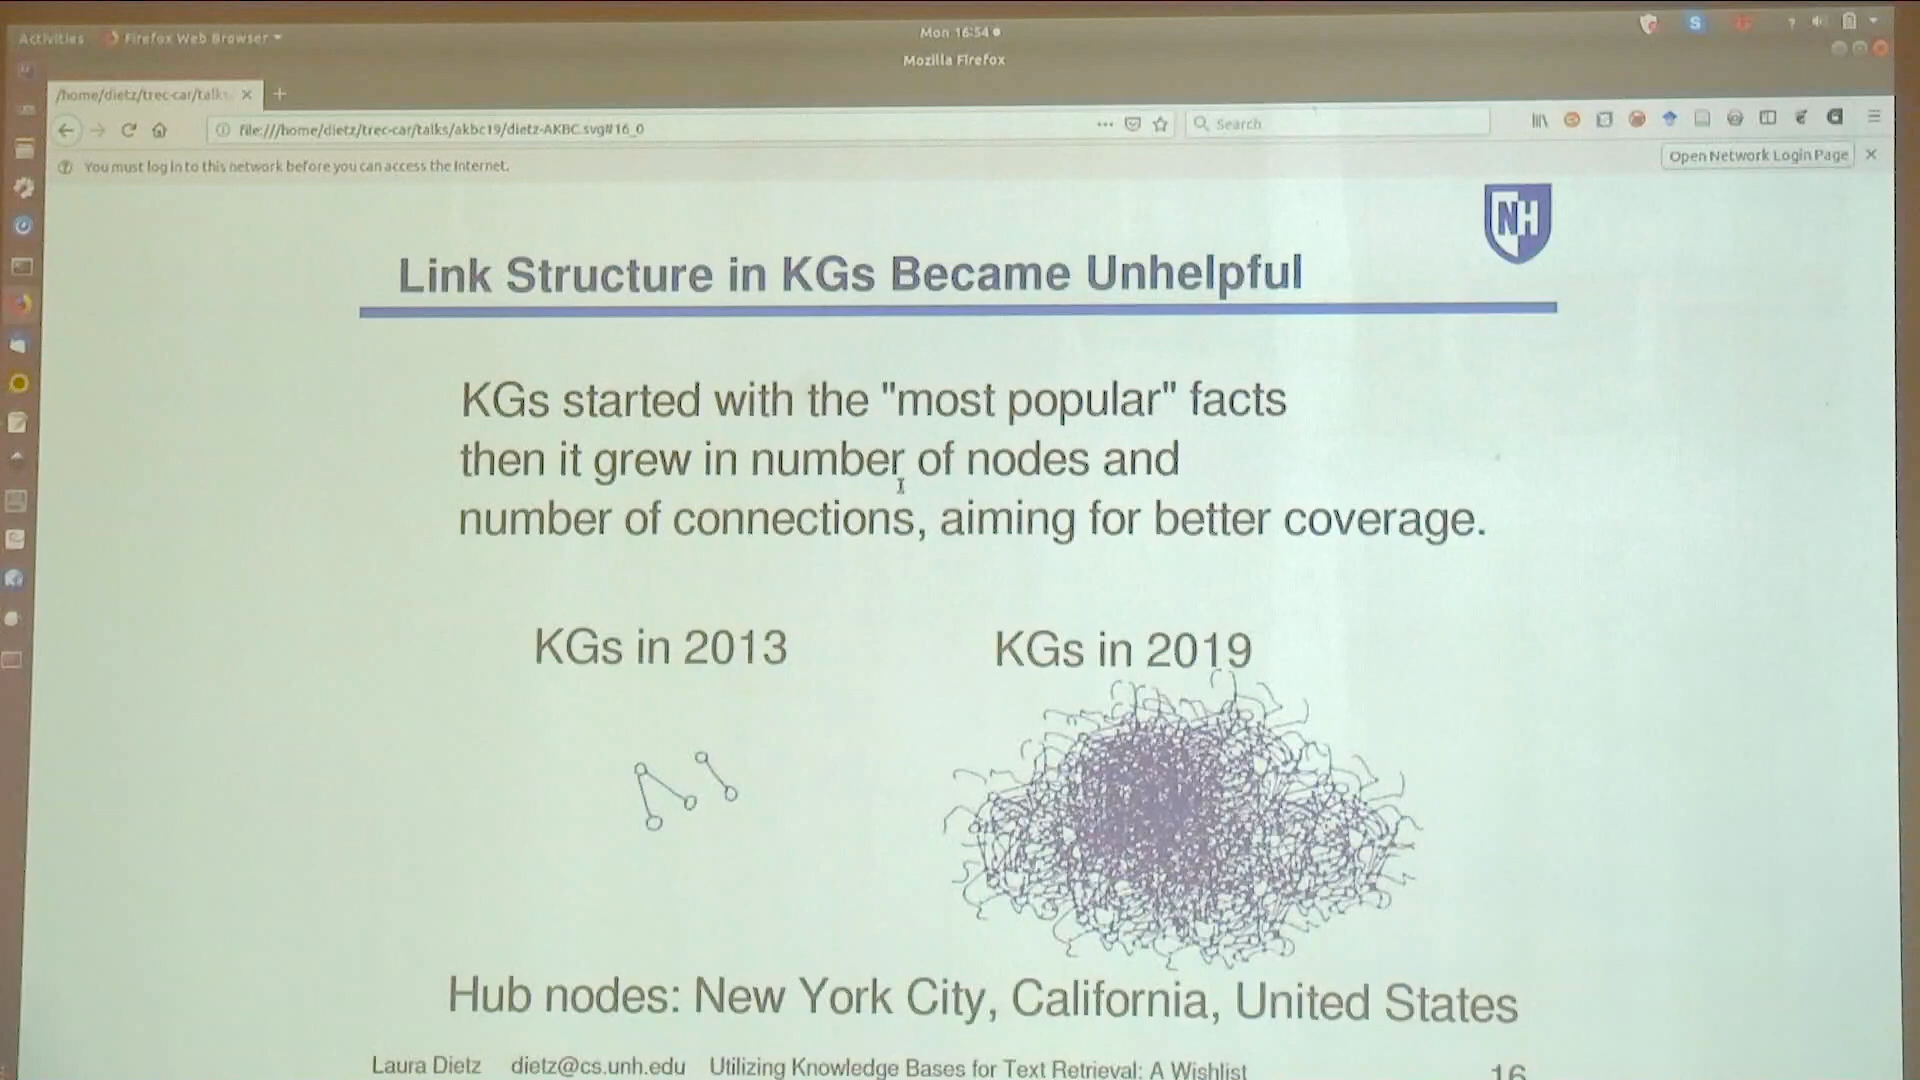 Activities Firefox Web Browser Mon 16:54
Mozilla Firefox
/home/dietz/trec-car/talks
file:///home/dietz/trec-car/talks/akbc19/dietz-AKBC.svg#16_0 Search
You must log in to this network before you can access the Internet. Open Network Login Page
NH
Link Structure in KGs Became Unhelpful
KGs started with the "most popular" facts
then it grew in number of nodes and
number of connections, aiming for better coverage.
KGs in 2013 KGs in 2019
Hub nodes: New York City, California, United States
Laura Dietz dietz@cs.unh.edu Utilizing Knowledge Bases for Text Retrieval: A Wishlist 16